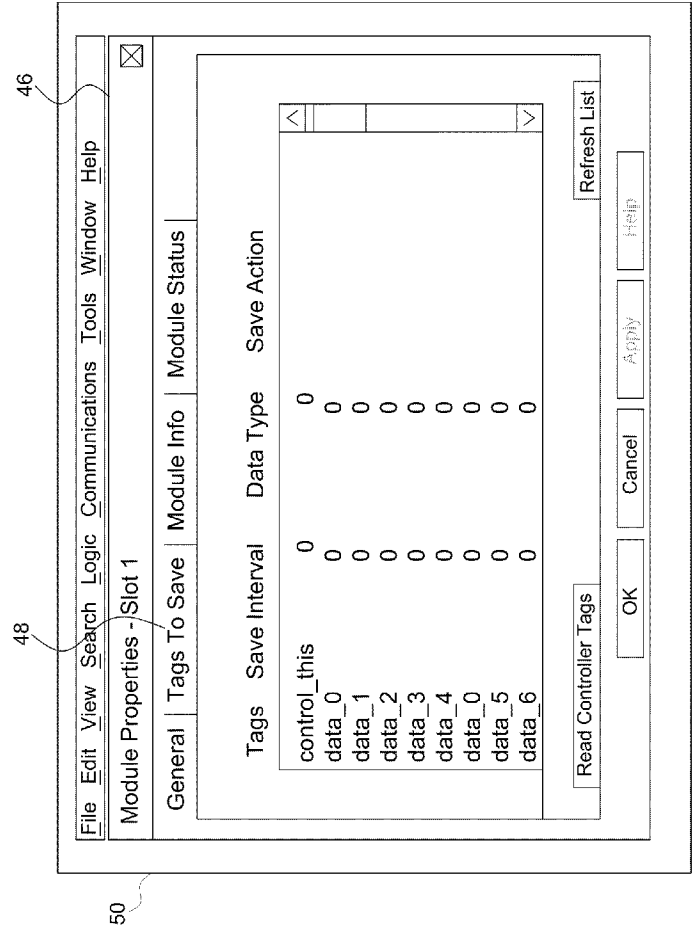 46
48
50
File Edit View Search Logic Communications Tools Window Help
Module Properties - Slot 1
General Tags To Save Module Info Module Status
Tags Save Interval Data Type Save Action
control_this 0 0
data_0 0 0
data_1 0 0
data_2 0 0
data_3 0 0
data_4 0 0
data_0 0 0
data_5 0 0
data_6 0 0
Read Controller Tags Refresh List
OK Cancel Apply Help